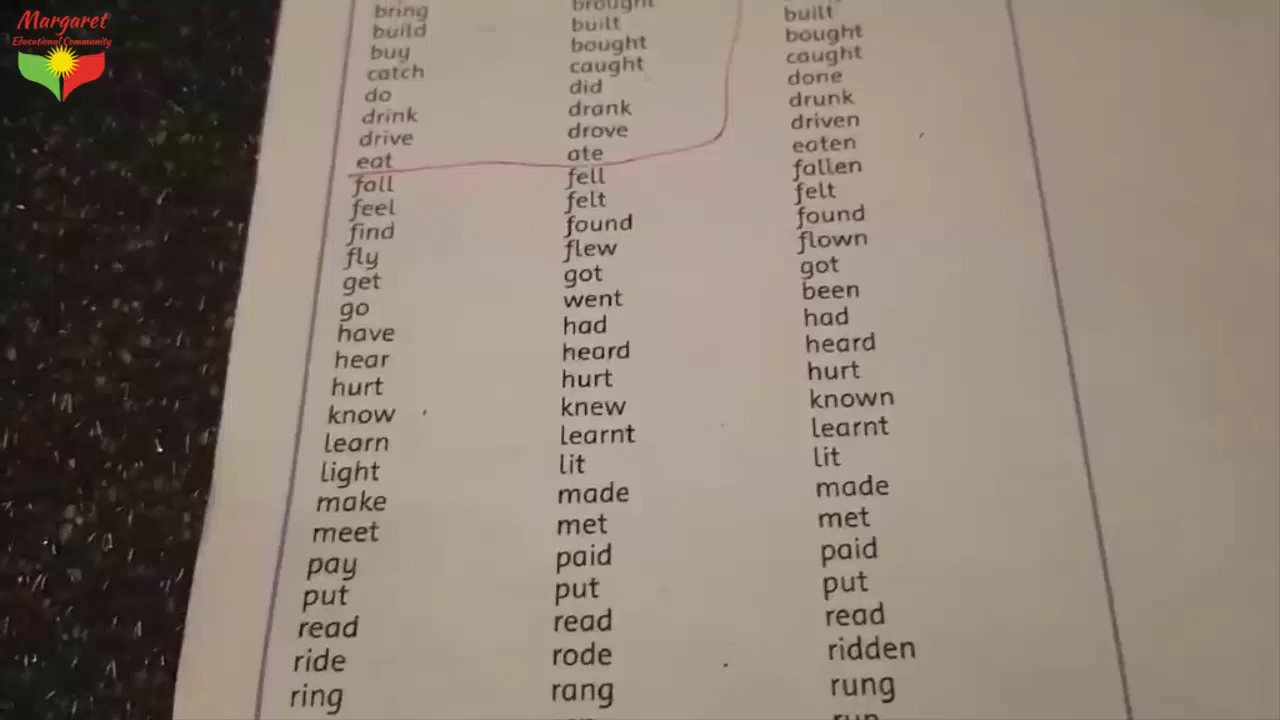 Margaret
Educational Community
bring brought
build built built
buy bought bought
catch caught caught
do did done
drink drank drunk
drive drove driven
eat ate eaten
fall fell fallen
feel felt felt
find found found
fly flew flown
get got got
go went been
have had had
hear heard heard
hurt hurt hurt
know knew known
learn learnt learnt
light lit lit
make made made
meet met met
pay paid paid
put put put
read read read
ride rode ridden
ring rang rung
run